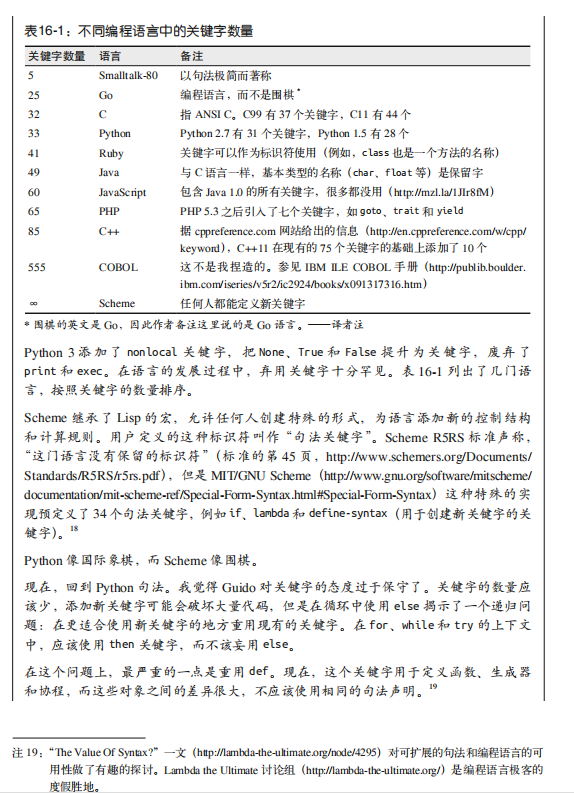 表16-1：不同编程语言中的关键字数量
关键字数量 语言 备注
5 Smalltalk-80 以句法极简而著称
25 Go 编程语言，而不是围棋*
32 C 指 ANSI C。C99 有 37 个关键字，C11 有 44 个
33 Python Python 2.7 有 31 个关键字，Python 1.5 有 28 个
41 Ruby 关键字可以作为标识符使用（例如，class 也是一个方法的名称）
49 Java 与 C 语言一样，基本类型的名称（char、float 等）是保留字
60 JavaScript 包含 Java 1.0 的所有关键字，很多都没用（http://mzl.la/1JIr8fM）
65 PHP PHP 5.3 之后引入了七个关键字，如 goto、trait 和 yield
85 C++ 据 cppreference.com 网站给出的信息（http://en.cppreference.com/w/cpp/
keyword），C++11 在现有的 75 个关键字的基础上添加了 10 个
555 COBOL 这不是我捏造的。参见 IBM ILE COBOL 手册（http://publib.boulder.
ibm.com/iseries/v5r2/ic2924/books/x091317316.htm）
∞ Scheme 任何人都能定义新关键字
* 围棋的英文是 Go，因此作者备注这里说的是 Go 语言。——译者注
Python 3 添加了 nonlocal 关键字，把 None、True 和 False 提升为关键字，废弃了
print 和 exec。在语言的发展过程中，弃用关键字十分罕见。表 16-1 列出了几门语
言，按照关键字的数量排序。
Scheme 继承了 Lisp 的宏，允许任何人创建特殊的形式，为语言添加新的控制结构
和计算规则。用户定义的这种标识符叫作“句法关键字”。Scheme R5RS 标准声称，
“这门语言没有保留的标识符”（标准的第 45 页，http://www.schemers.org/Documents/
Standards/R5RS/r5rs.pdf），但是 MIT/GNU Scheme（http://www.gnu.org/software/mitscheme/
documentation/mit-scheme-ref/Special-Form-Syntax.html#Special-Form-Syntax）这种特殊的实
现预定义了 34 个句法关键字，例如 if、lambda 和 define-syntax（用于创建新关键字的关
键字）。18
Python 像国际象棋，而 Scheme 像围棋。
现在，回到 Python 句法。我觉得 Guido 对关键字的态度过于保守了。关键字的数量应
该少，添加新关键字可能会破坏大量代码，但是在循环中使用 else 揭示了一个递归问
题：在更适合使用新关键字的地方重用现有的关键字。在 for、while 和 try 的上下文
中，应该使用 then 关键字，而不该妄用 else。
在这个问题上，最严重的一点是重用 def。现在，这个关键字用于定义函数、生成器
和协程，而这些对象之间的差异很大，不应该使用相同的句法声明。19
注 19：“The Value Of Syntax?”一文（http://lambda-the-ultimate.org/node/4295）对可扩展的句法和编程语言的可
用性做了有趣的探讨。Lambda the Ultimate 讨论组（http://lambda-the-ultimate.org/）是编程语言极客的
度假胜地。